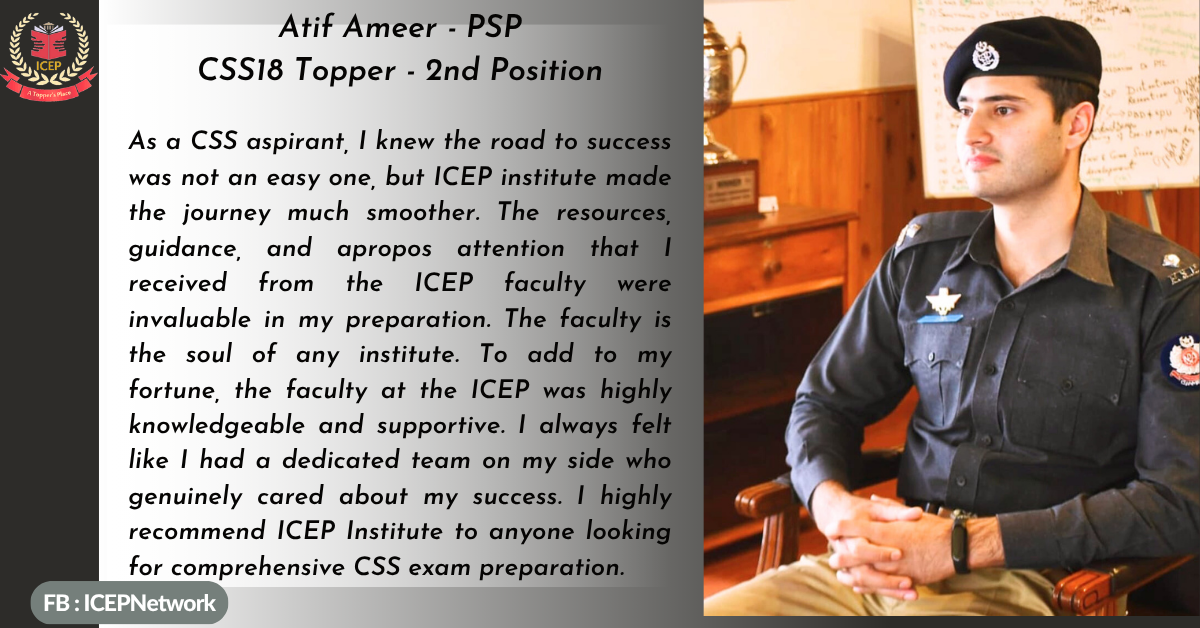 ICEP
A Topper's Place
Atif Ameer - PSP
CSS18 Topper - 2nd Position
As a CSS aspirant, I knew the road to success
was not an easy one, but ICEP institute made
the journey much smoother. The resources,
guidance, and apropos attention that I
received from the ICEP faculty were
invaluable in my preparation. The faculty is
the soul of any institute. To add to my
fortune, the faculty at the ICEP was highly
knowledgeable and supportive. I always felt
like I had a dedicated team on my side who
genuinely cared about my success. I highly
recommend ICEP Institute to anyone looking
for comprehensive CSS exam preparation.
FB : ICEPNetwork